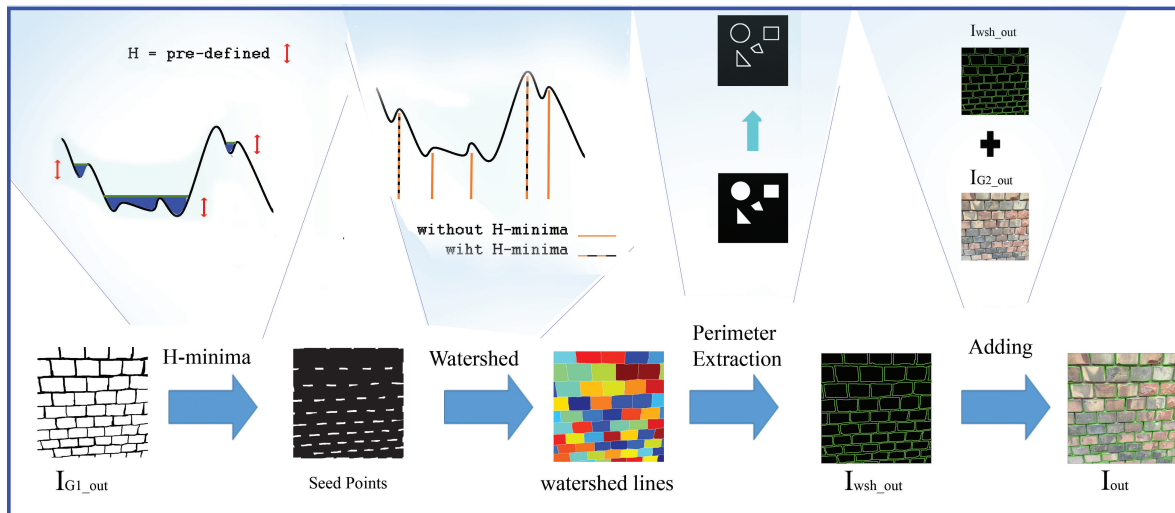 H = pre-defined
without H-minima
wiht H-minima
Iwsh_out
IG2_out
H-minima
Watershed
Perimeter
Extraction
Adding
IG1_out
Seed Points
watershed lines
Iwsh_out
Iout